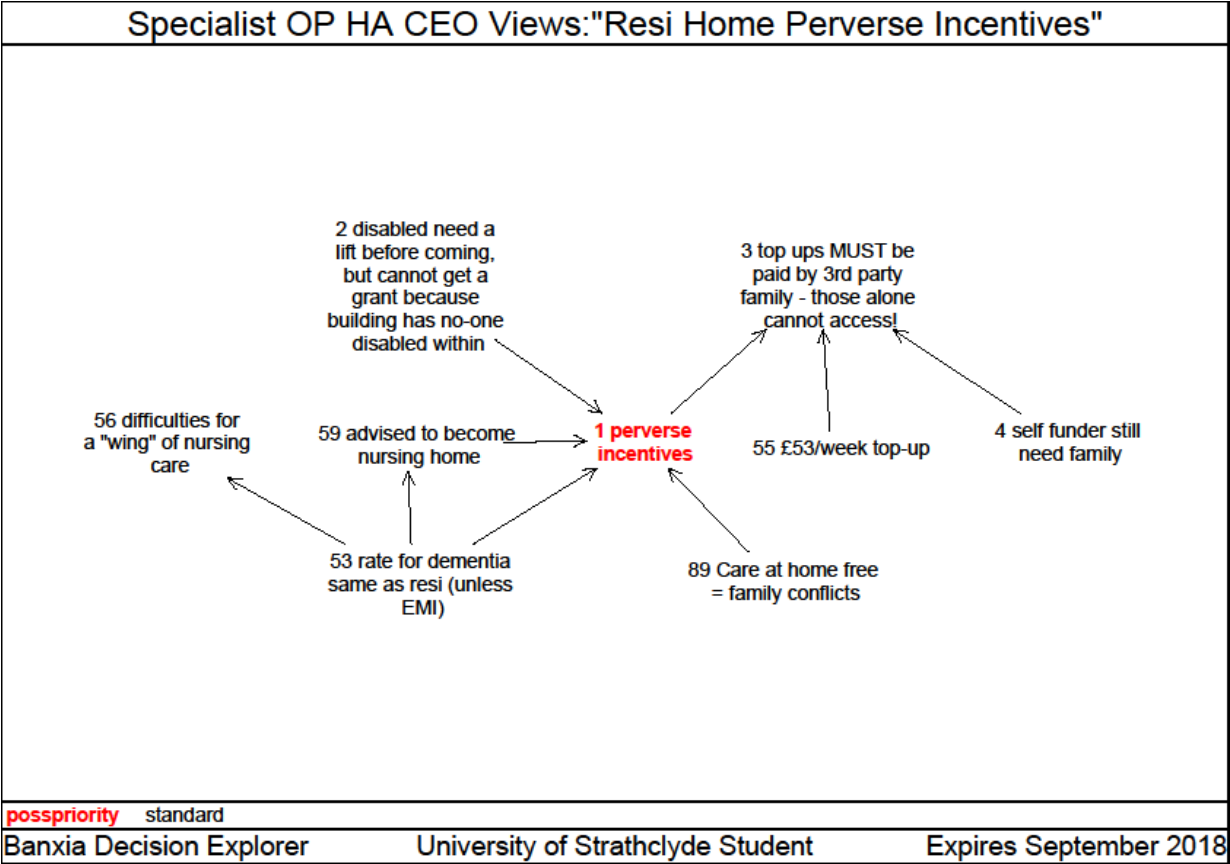 Specialist OP HA CEO Views:"Resi Home Perverse Incentives"
2 disabled need a
lift before coming,
but cannot get a
grant because
building has no-one
disabled within
3 top ups MUST be
paid by 3rd party
family - those alone
cannot access!
56 difficulties for
a "wing" of nursing
care
59 advised to become
nursing home
1 perverse
incentives
55 £53/week top-up
4 self funder still
need family
53 rate for dementia
same as resi (unless
EMI)
89 Care at home free
= family conflicts
posspriority standard
Banxia Decision Explorer University of Strathclyde Student Expires September 2018